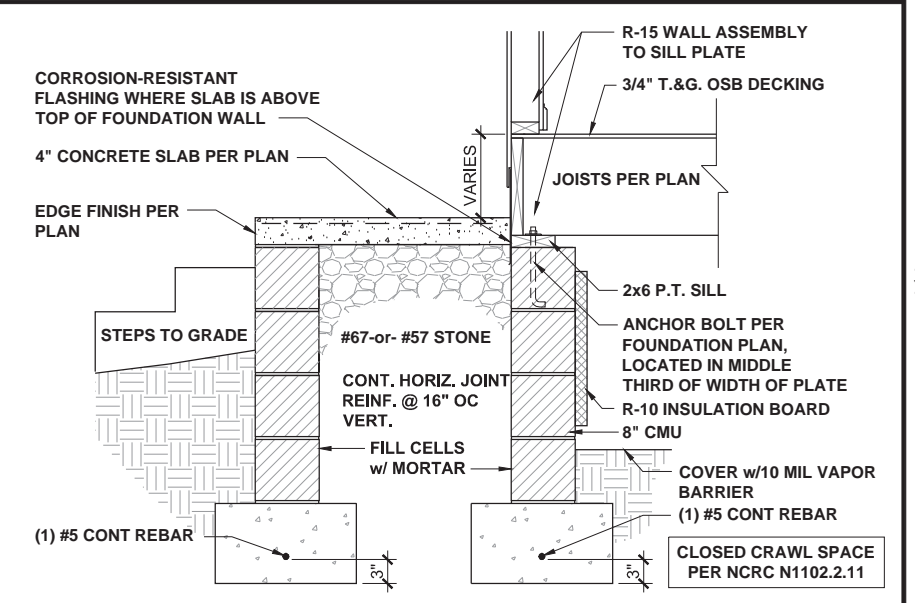 R-15 WALL ASSEMBLY
TO SILL PLATE
CORROSION-RESISTANT
FLASHING WHERE SLAB IS ABOVE
TOP OF FOUNDATION WALL
3/4" T.&G. OSB DECKING
4" CONCRETE SLAB PER PLAN
VARIES
JOISTS PER PLAN
EDGE FINISH PER
PLAN
2x6 P.T. SILL
STEPS TO GRADE
#67-or- #57 STONE
ANCHOR BOLT PER
FOUNDATION PLAN,
LOCATED IN MIDDLE
THIRD OF WIDTH OF PLATE
CONT. HORIZ. JOINT
REINF. @ 16" OC
VERT.
R-10 INSULATION BOARD
8" CMU
FILL CELLS
w/ MORTAR
COVER w/10 MIL VAPOR
BARRIER
(1) #5 CONT REBAR
(1) #5 CONT REBAR
3"
3"
CLOSED CRAWL SPACE
PER NCRC N1102.2.11